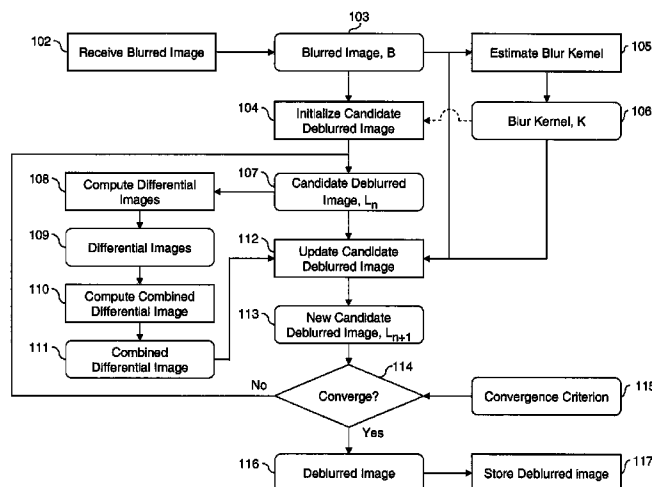 103
102
Receive Blurred Image
Blurred Image, B
Estimate Blur Kernel
105
104
Initialize Candidate
Deblurred Image
Blur Kernel, K
106
108
Compute Differential
Images
107
Candidate Deblurred
Image, Ln
109
Differential Images
112
Update Candidate
Deblurred Image
110
Compute Combined
Differential Image
113
New Candidate
Deblurred Image, Ln+1
111
Combined
Differential Image
114
No
Converge?
Convergence Criterion
115
Yes
116
Deblurred Image
Store Deblurred image
117